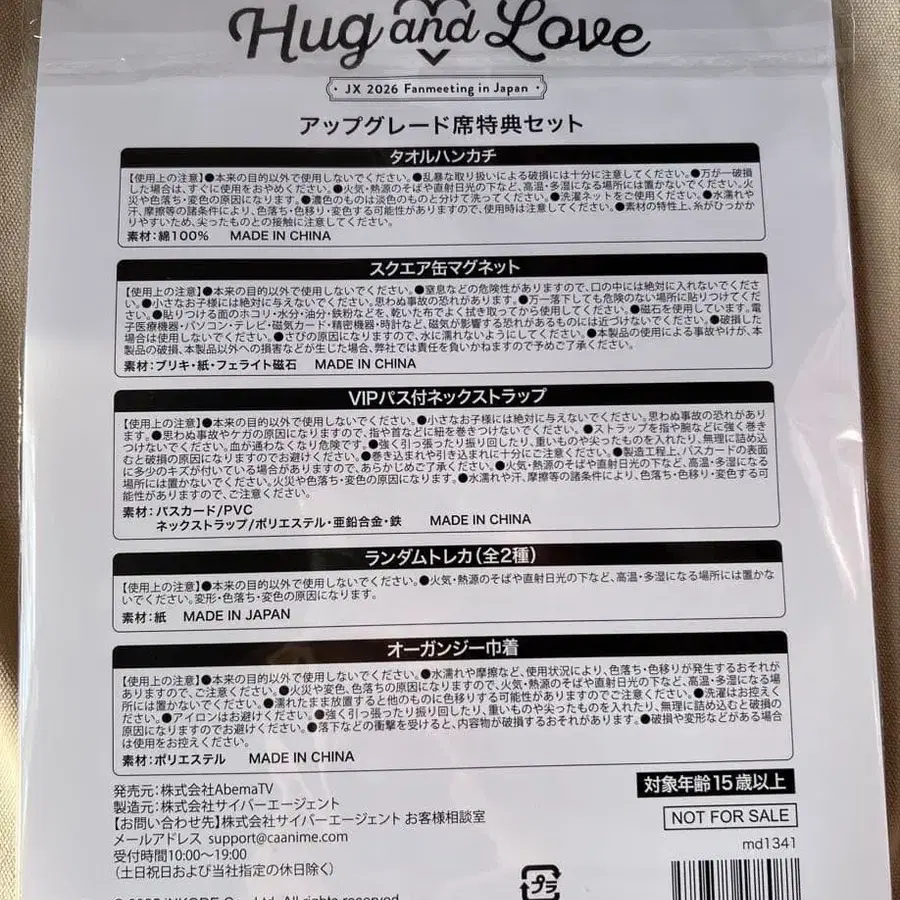 Hug and Love
・JX 2026 Fanmeeting in Japan・
アップグレード席特典セット
タオルハンカチ
【使用上の注意】●本来の目的以外で使用しないでください。●乱暴な取り扱いによる破損には十分に注意してください。●万が一破損
した場合は、すぐに使用をおやめください。●火気・熱源のそばや直射日光の下など、高温・多湿になる場所には置かないでください。火
災や色落ち・変色の原因になります。●濃色のものは淡色のものと分けて洗ってください。●洗濯ネットをご使用ください。●水濡れや
汗、摩擦等の諸条件により、色落ち・色移り・変色する可能性がありますので、使用時は注意してください。●素材の特性上、糸がひっかか
りやすいため、尖ったものとの接触に注意してください。
素材：綿100% MADE IN CHINA
スクエア缶マグネット
【使用上の注意】●本来の目的以外で使用しないでください。●窒息などの危険性がありますので、口の中には絶対に入れないでくださ
い。●小さなお子様には絶対に与えないでください。思わぬ事故の恐れがあります。●万一落下しても危険のない場所に貼りつけてくだ
さい。●貼りつける面のホコリ・水分・油分・鉄粉などを、乾いた布でよく拭き取ってから使用してください。●磁石を使用しています。電
子医療機器・パソコン・テレビ・磁気カード・精密機器・時計など、磁気が影響する恐れがあるものには近づけないでください。●破損した
場合は使用しないでください。●さびの原因になりますので、水に濡れないようにしてください。●本製品の使用による事故やけが、本
製品の破損、本製品以外への損害などが生じた場合、弊社では責任を負いかねますので予めご了承ください。
素材：ブリキ・紙・フェライト磁石 MADE IN CHINA
VIPパス付ネックストラップ
【使用上の注意】●本来の目的以外で使用しないでください。●小さなお子様には絶対に与えないでください。思わぬ事故の恐れがあり
ます。●思わぬ事故やケガの原因になりますので、指や首などに紐を巻きつけないでください。●ストラップを指や腕などに強く巻き
つけないでください。血が通わなくなり危険です。●強く引っ張ったり振り回したり、重いものや尖ったものを入れたり、無理に詰め込
むと破損の原因になりますのでお避けください。●巻き込まれや引き込まれに十分にご注意ください。●製造工程上、パスカードの表面
に多少のキズが付いている場合がありますので、あらかじめご了承ください。●火気・熱源のそばや直射日光の下など、高温・多湿になる
場所には置かないでください。火災や色落ち・変色の原因になります。●水濡れや汗、摩擦等の諸条件により、色落ち・色移り・変色する可
能性がありますので、ご注意ください。
素材：パスカード/PVC
ネックストラップ/ポリエステル・亜鉛合金・鉄 MADE IN CHINA
ランダムトレカ（全2種）
【使用上の注意】●本来の目的以外で使用しないでください。●火気・熱源のそばや直射日光の下など、高温・多湿になる場所には置かな
いでください。変形・色落ち・変色の原因になります。
素材：紙 MADE IN JAPAN
オーガンジー巾着
【使用上の注意】●本来の目的以外で使用しないでください。●水濡れや摩擦など、使用状況により、色落ち・色移りが発生するおそれが
ありますので、ご注意ください。●火災や変色、色落ちの原因になりますので、火気・熱源のそばや直射日光の下など、高温・多湿になる場
所には置かないでください。●濡れたまま放置すると他のものに色移りする可能性がありますのでご注意ください。●洗濯はお控えく
ださい。●アイロンはお避けください。●強く引っ張ったり振り回したり、重いものや尖ったものを入れたり、無理に詰め込むと破損の
原因になりますのでお避けください。●落下などの衝撃を受けると、内容物が破損するおそれがあります。●破損や変形などがある場合
は使用をお控えください。
素材：ポリエステル MADE IN CHINA
発売元：株式会社AbemaTV
製造元：株式会社サイバーエージェント
【お問い合わせ先】株式会社サイバーエージェント お客様相談室
メールアドレス support@caanime.com
受付時間10:00〜19:00
（土日祝日および当社指定の休日除く）
対象年齢15歳以上
NOT FOR SALE
md1341
プラ
© 2025 INKODE Co., Ltd. All rights reserved